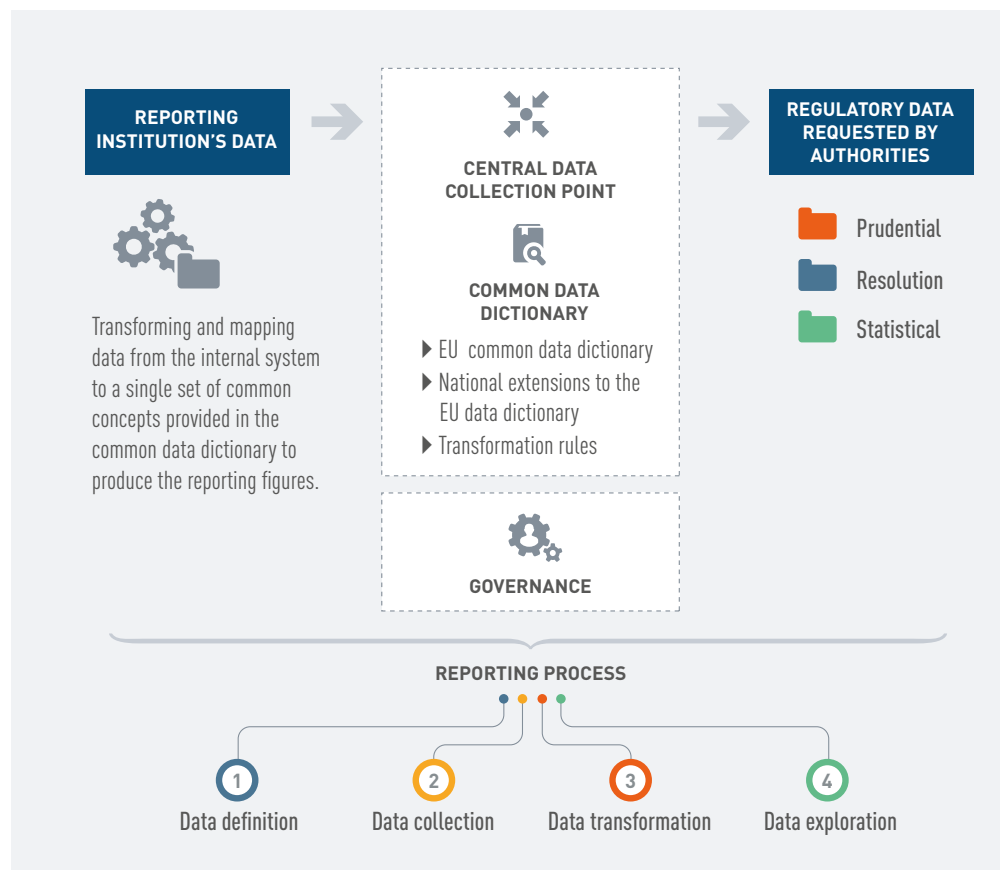 REPORTING
INSTITUTION'S DATA
Transforming and mapping
data from the internal system
to a single set of common
concepts provided in the
common data dictionary to
produce the reporting figures.
CENTRAL DATA
COLLECTION POINT
COMMON DATA
DICTIONARY
EU common data dictionary
National extensions to the
EU data dictionary
Transformation rules
GOVERNANCE
REGULATORY DATA
REQUESTED BY
AUTHORITIES
Prudential
Resolution
Statistical
REPORTING PROCESS
1
Data definition
2
Data collection
3
Data transformation
4
Data exploration